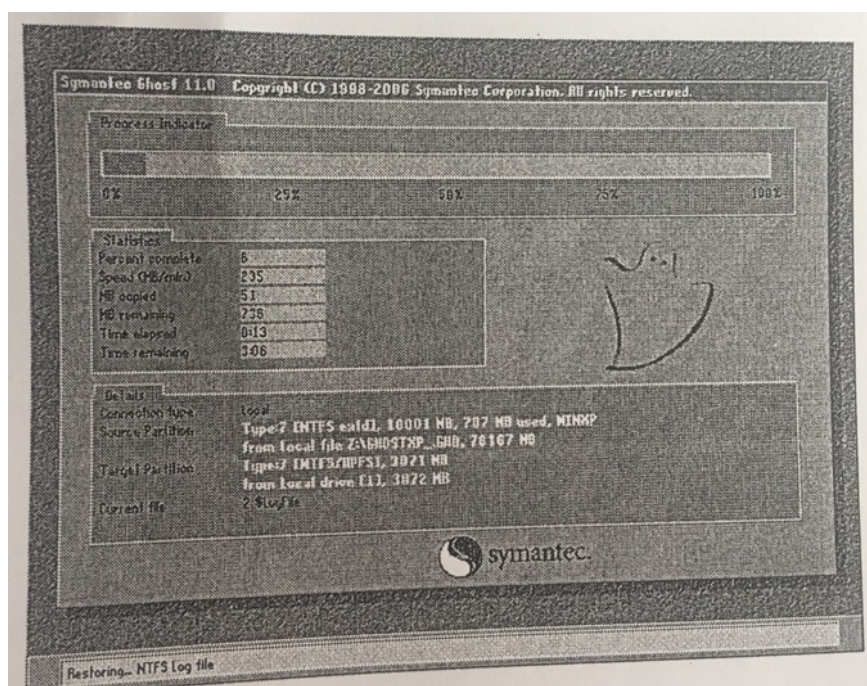 Symantec Ghost 11.0 Copyright (C) 1998-2006 Symantec Corporation. All rights reserved.
Progress Indicator
0% 25% 50% 75% 100%
Statistics
Percent complete 6
Speed (MB/min) 235
MB copied 51
MB remaining 736
Time elapsed 0:13
Time remaining 3:06
Details
Connection type Local
Source Partition Type:7 [NTFS], 10001 MB, 787 MB used, WINXP
from local file Z:\GHOSTXP_.GHO, 78167 MB
Target Partition Type:7 [NTFS/HPFS], 3871 MB
from local drive [1], 3872 MB
Current file 2 $LogFile
symantec.
Restoring... NTFS Log file